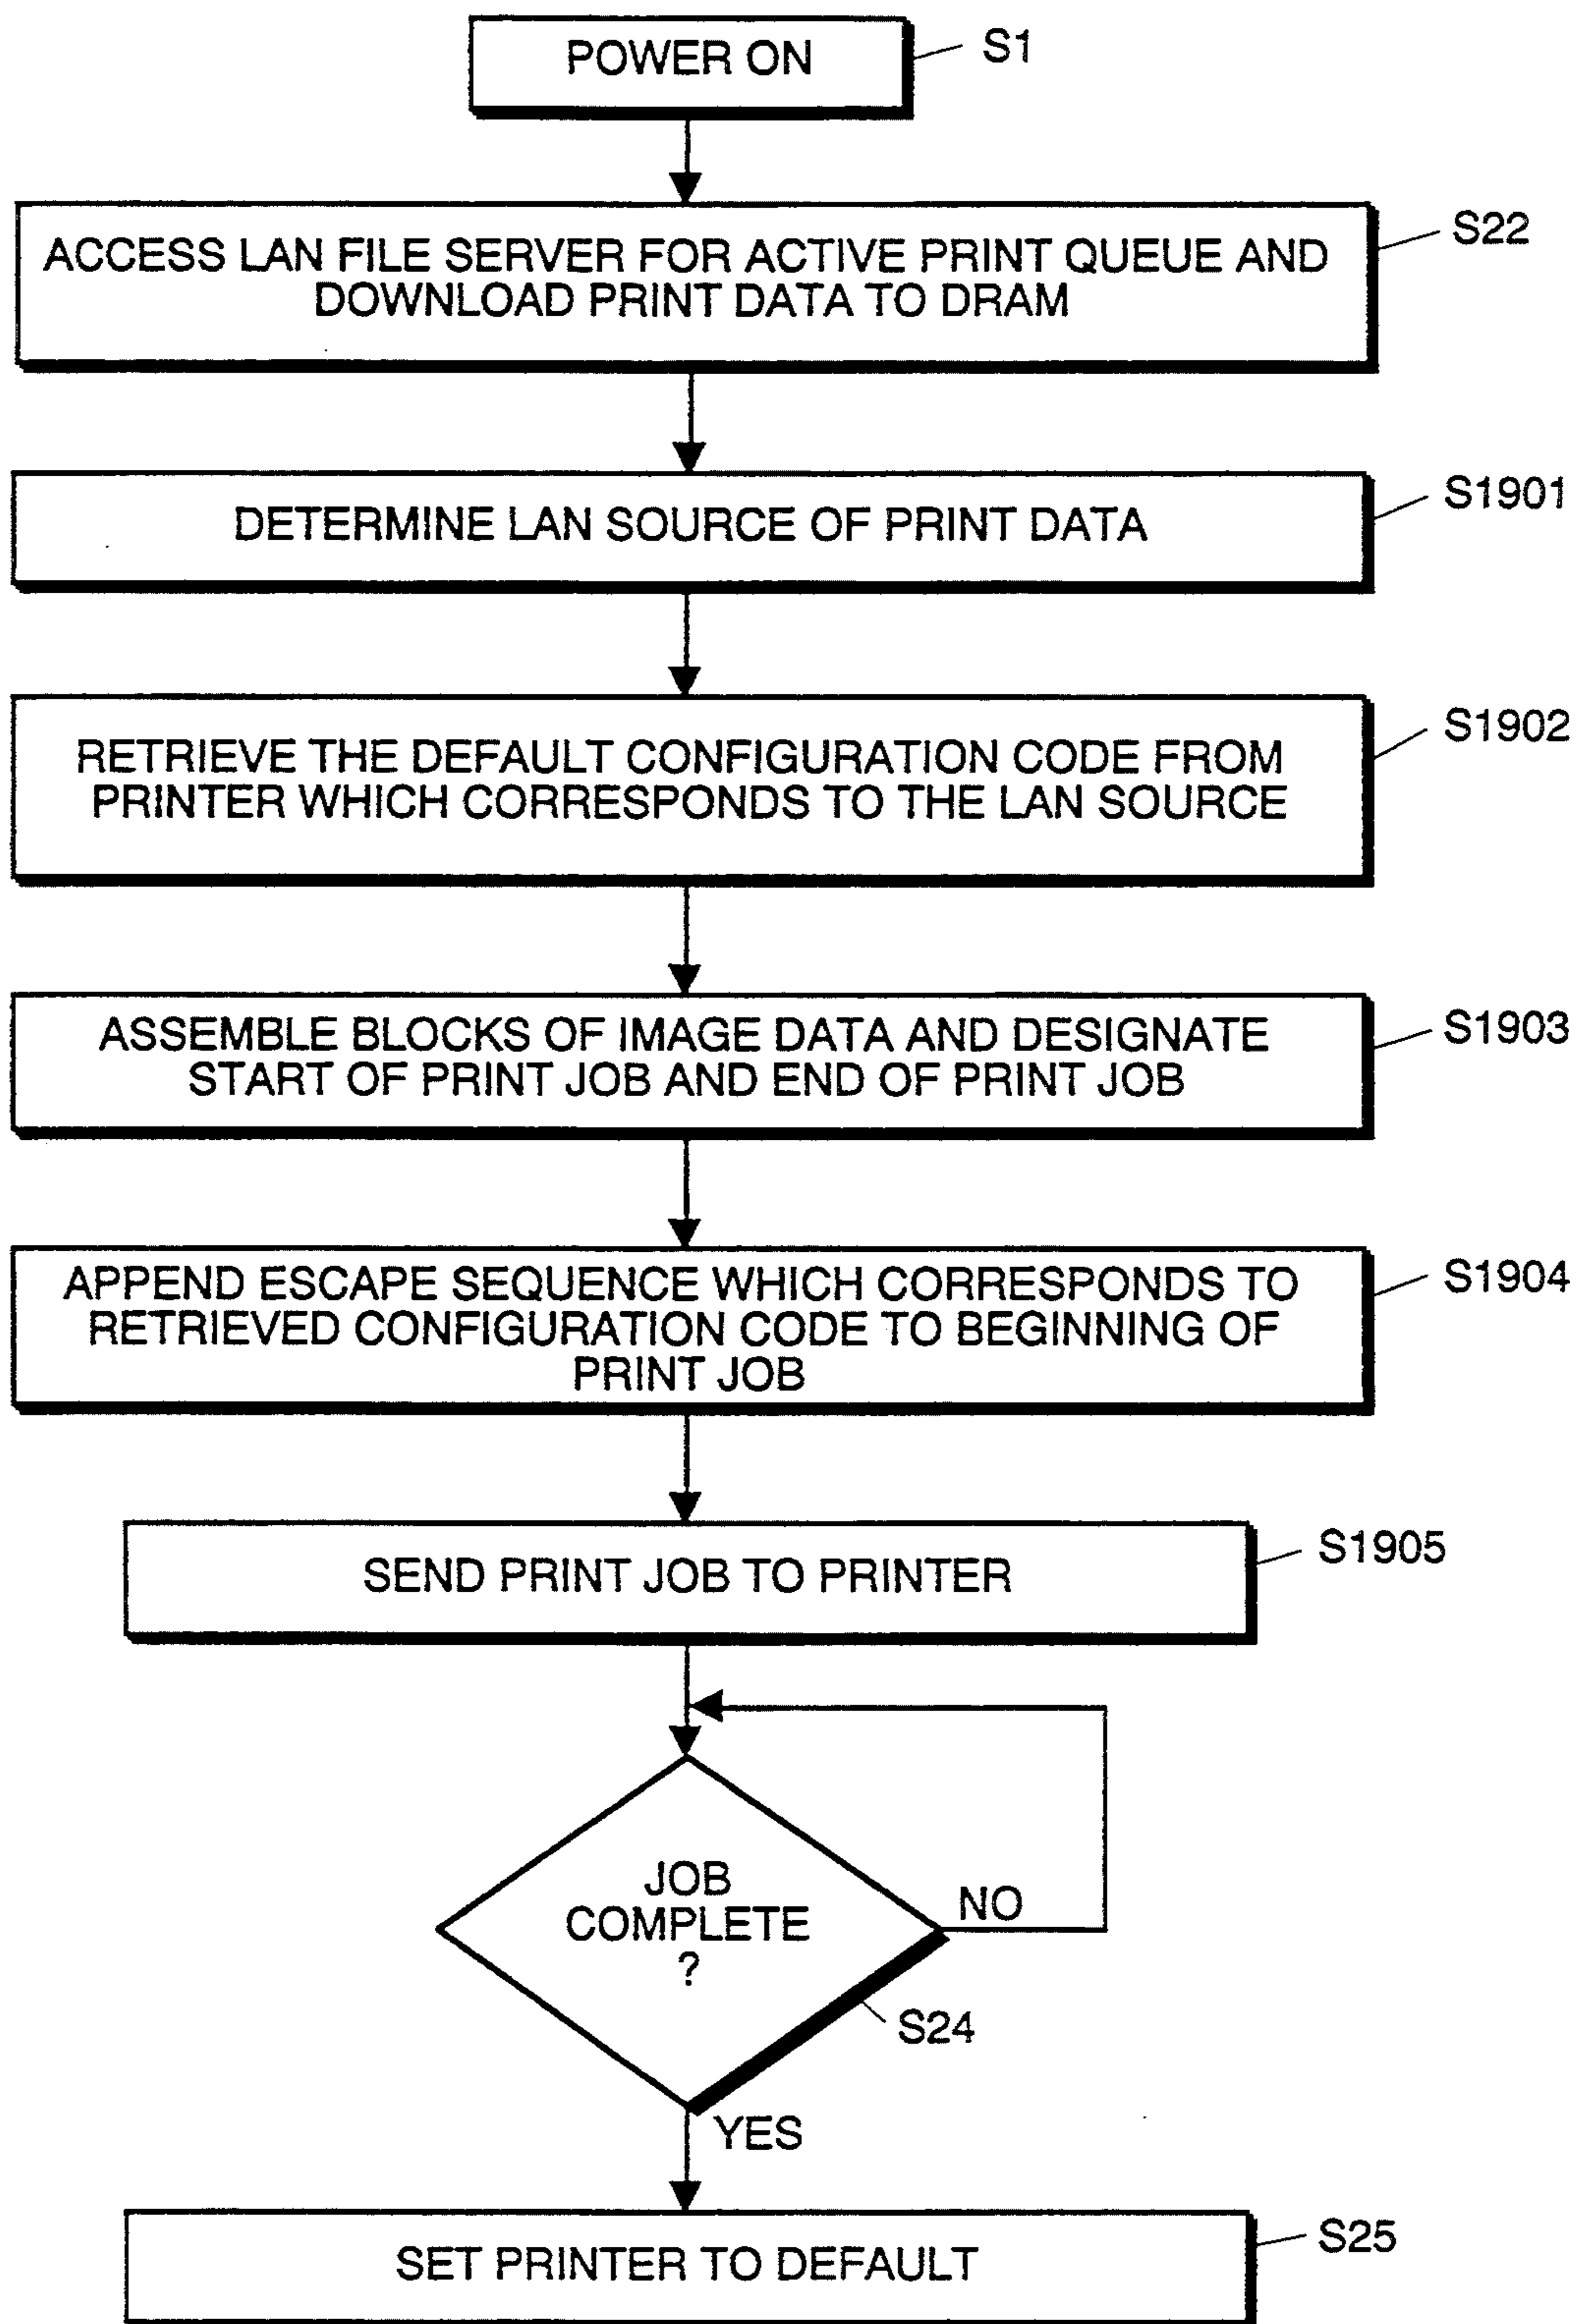 POWER ON
S1
ACCESS LAN FILE SERVER FOR ACTIVE PRINT QUEUE AND
DOWNLOAD PRINT DATA TO DRAM
S22
DETERMINE LAN SOURCE OF PRINT DATA
S1901
RETRIEVE THE DEFAULT CONFIGURATION CODE FROM
PRINTER WHICH CORRESPONDS TO THE LAN SOURCE
S1902
ASSEMBLE BLOCKS OF IMAGE DATA AND DESIGNATE
START OF PRINT JOB AND END OF PRINT JOB
S1903
APPEND ESCAPE SEQUENCE WHICH CORRESPONDS TO
RETRIEVED CONFIGURATION CODE TO BEGINNING OF
PRINT JOB
S1904
SEND PRINT JOB TO PRINTER
S1905
JOB
COMPLETE
?
NO
S24
YES
SET PRINTER TO DEFAULT
S25